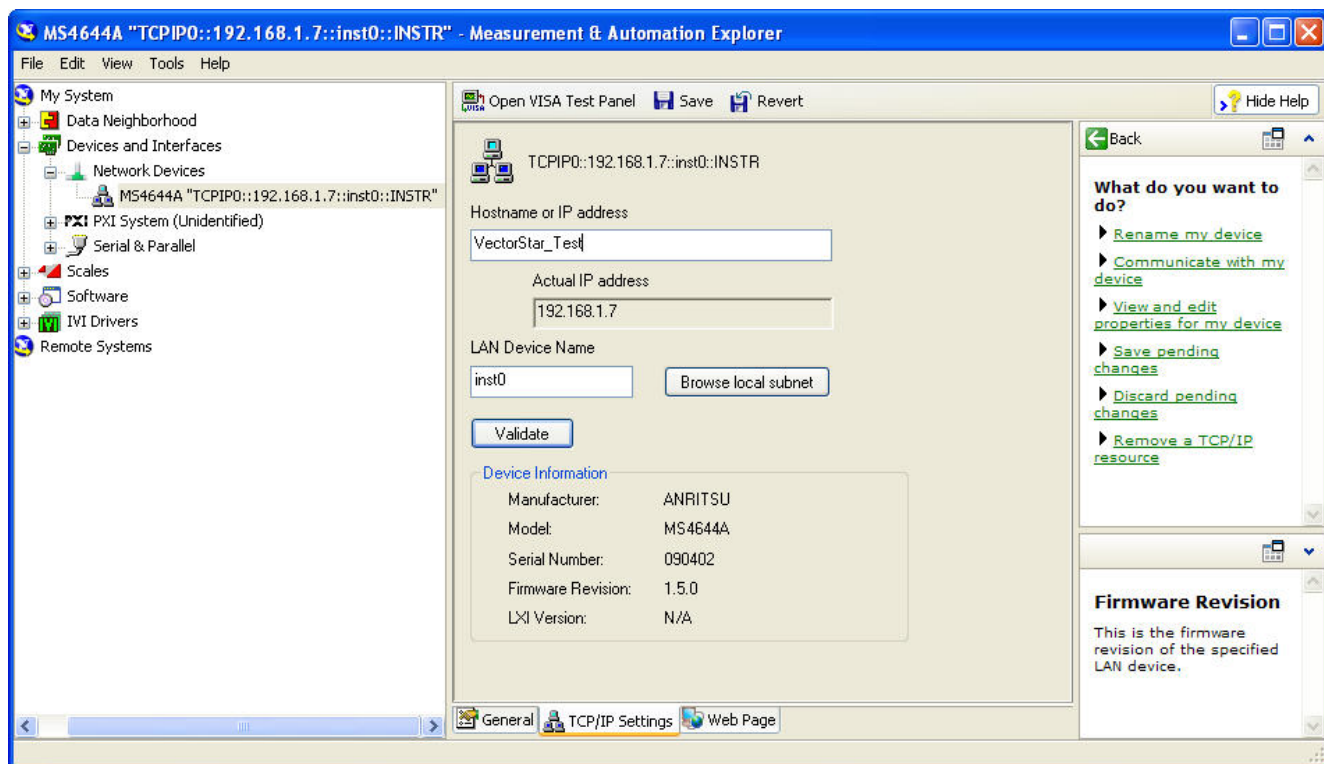 MS4644A "TCPIP0::192.168.1.7::inst0::INSTR" - Measurement & Automation Explorer
File Edit View Tools Help
My System
Data Neighborhood
Devices and Interfaces
Network Devices
MS4644A "TCPIP0::192.168.1.7::inst0::INSTR"
PXI PXI System (Unidentified)
Serial & Parallel
Scales
Software
IVI Drivers
Remote Systems
VISA Open VISA Test Panel Save Revert
Hide Help
TCPIP0::192.168.1.7::inst0::INSTR
Hostname or IP address
VectorStar_Test
Actual IP address
192.168.1.7
LAN Device Name
inst0
Browse local subnet
Validate
Device Information
Manufacturer: ANRITSU
Model: MS4644A
Serial Number: 090402
Firmware Revision: 1.5.0
LXI Version: N/A
General TCP/IP Settings Web Page
Back
What do you want to
do?
Rename my device
Communicate with my
device
View and edit
properties for my device
Save pending
changes
Discard pending
changes
Remove a TCP/IP
resource
Firmware Revision
This is the firmware
revision of the specified
LAN device.